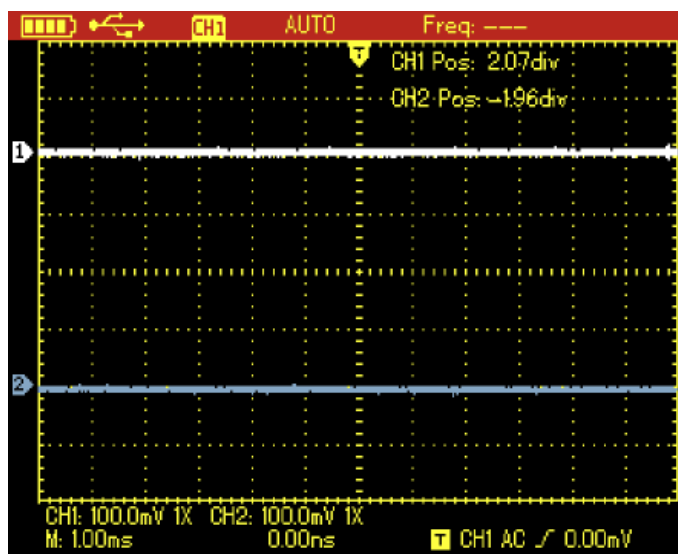 CH1 AUTO Freq: ---
T
CH1 Pos: 2.07div
CH2 Pos: -1.96div
1
2
CH1: 100.0mV 1X CH2: 100.0mV 1X
M: 1.00ms 0.00ns T CH1 AC 0.00mV